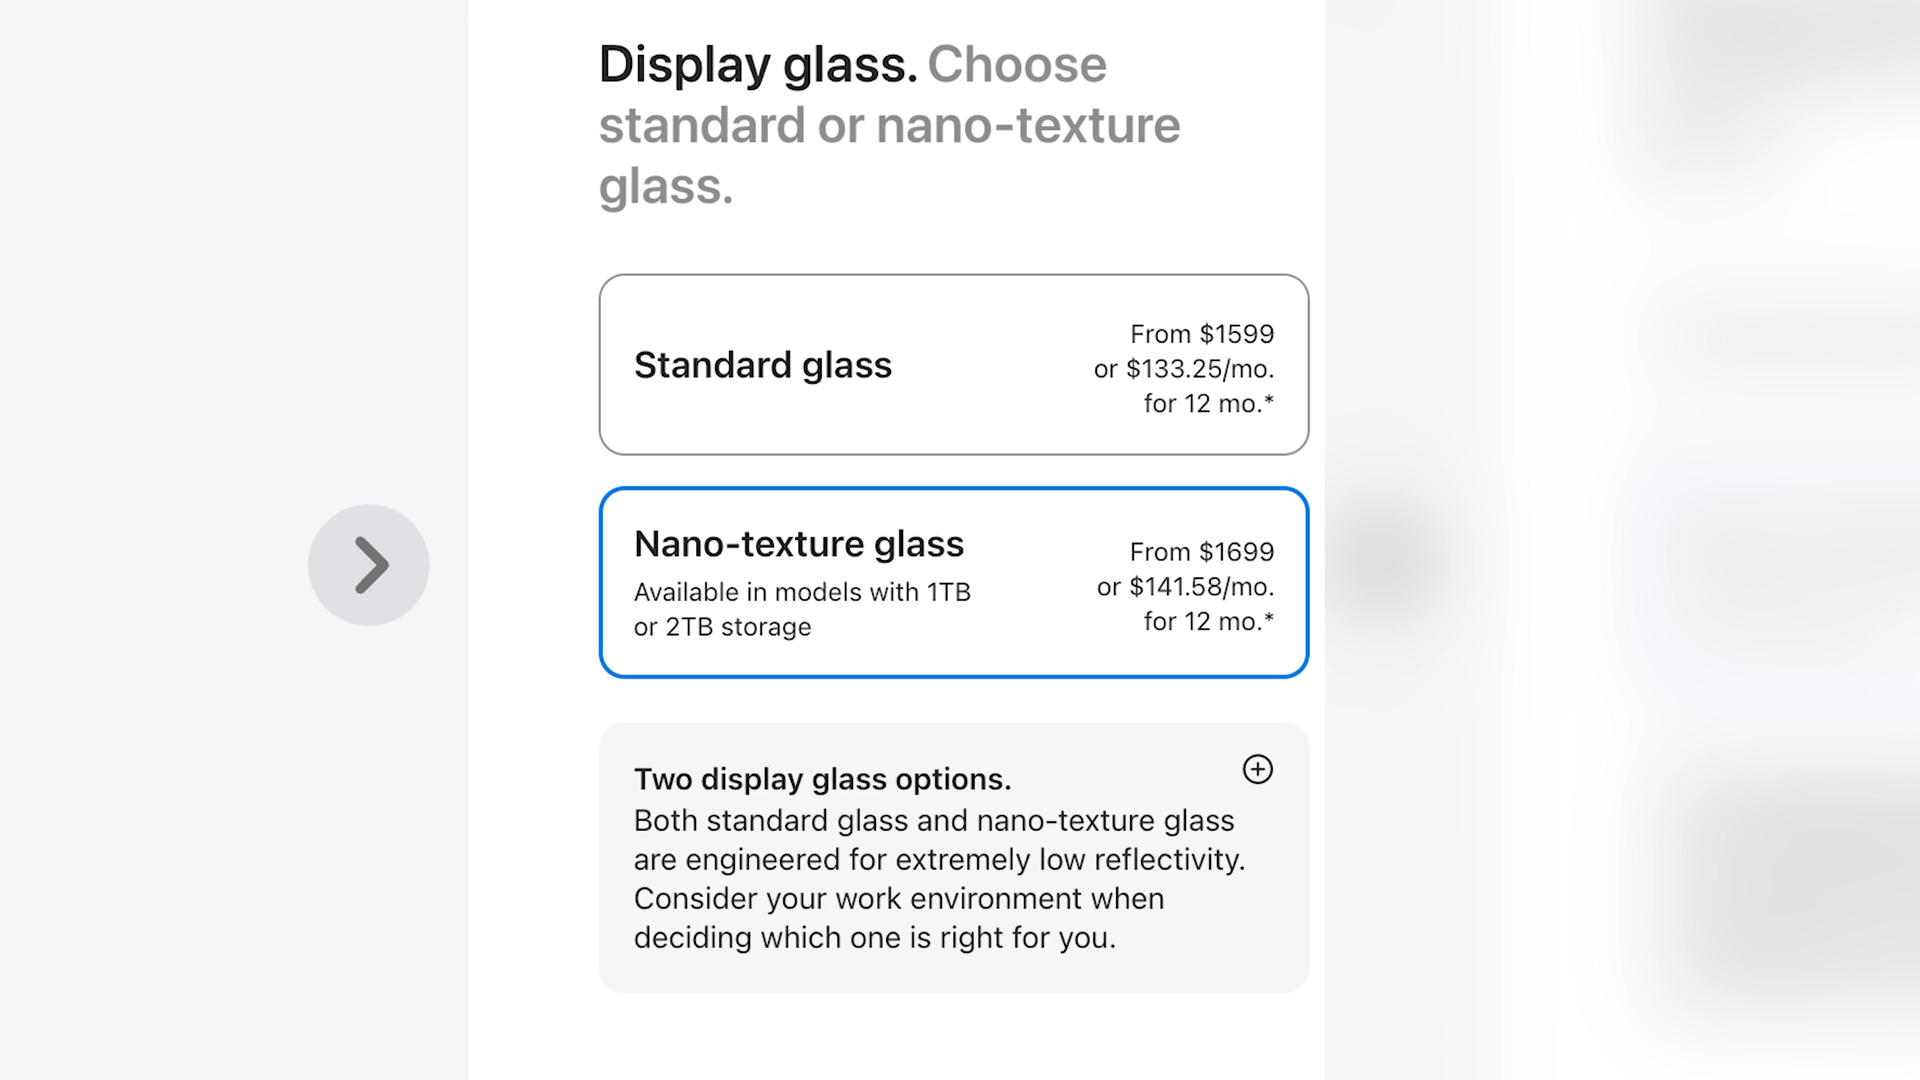 Display glass. Choose
standard or nano-texture
glass.
Standard glass
From $1599
or $133.25/mo.
for 12 mo.*
Nano-texture glass
Available in models with 1TB
or 2TB storage
From $1699
or $141.58/mo.
for 12 mo.*
Two display glass options.
Both standard glass and nano-texture glass
are engineered for extremely low reflectivity.
Consider your work environment when
deciding which one is right for you.